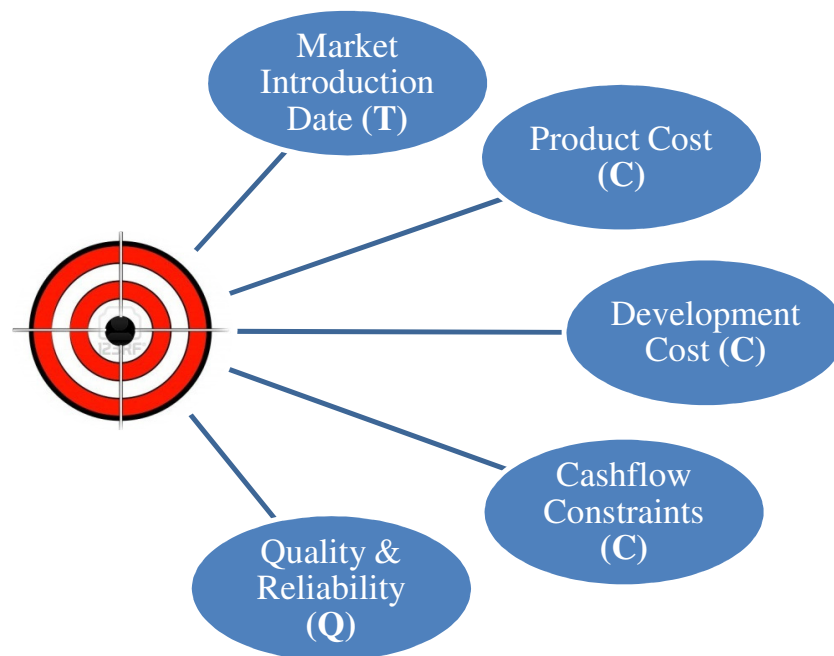 Market
Introduction
Date (T)
Product Cost
(C)
Development
Cost (C)
Cashflow
Constraints
(C)
Quality &
Reliability
(Q)